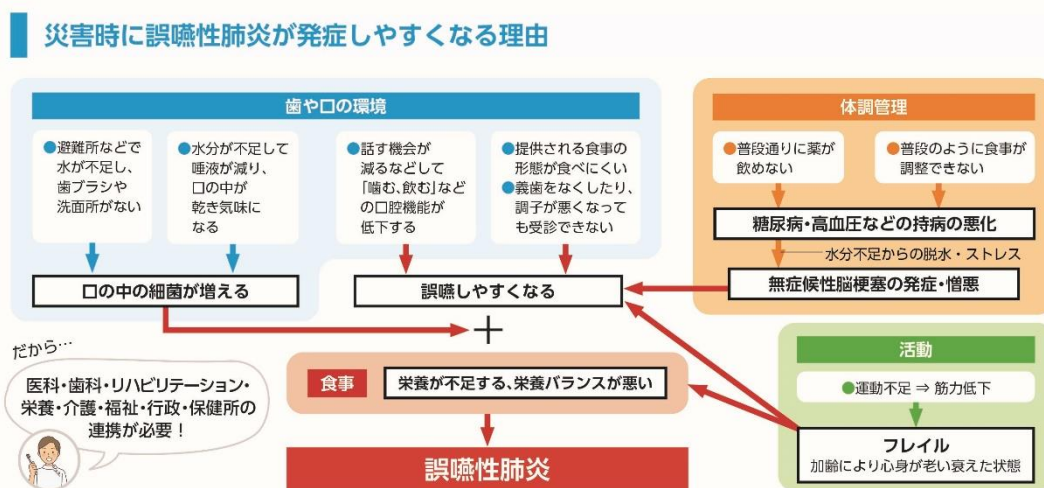 災害時に誤嚥性肺炎が発症しやすくなる理由
歯や口の環境
●避難所などで
水が不足し、
歯ブラシや
洗面所がない
●水分が不足して
唾液が減り、
口の中が
乾き気味に
なる
●話す機会が
減るなどして
「噛む、飲む」など
の口腔機能が
低下する
●提供される食事の
形態が食べにくい
●義歯をなくしたり、
調子が悪くなって
も受診できない
口の中の細菌が増える
誤嚥しやすくなる
体調管理
●普段通りに薬が
飲めない
●普段のように食事が
調整できない
糖尿病・高血圧などの持病の悪化
水分不足からの脱水・ストレス
無症候性脳梗塞の発症・憎悪
＋
食事
栄養が不足する、栄養バランスが悪い
活動
●運動不足 ⇒ 筋力低下
フレイル
加齢により心身が老い衰えた状態
誤嚥性肺炎
だから…
医科・歯科・リハビリテーション・
栄養・介護・福祉・行政・保健所の
連携が必要！